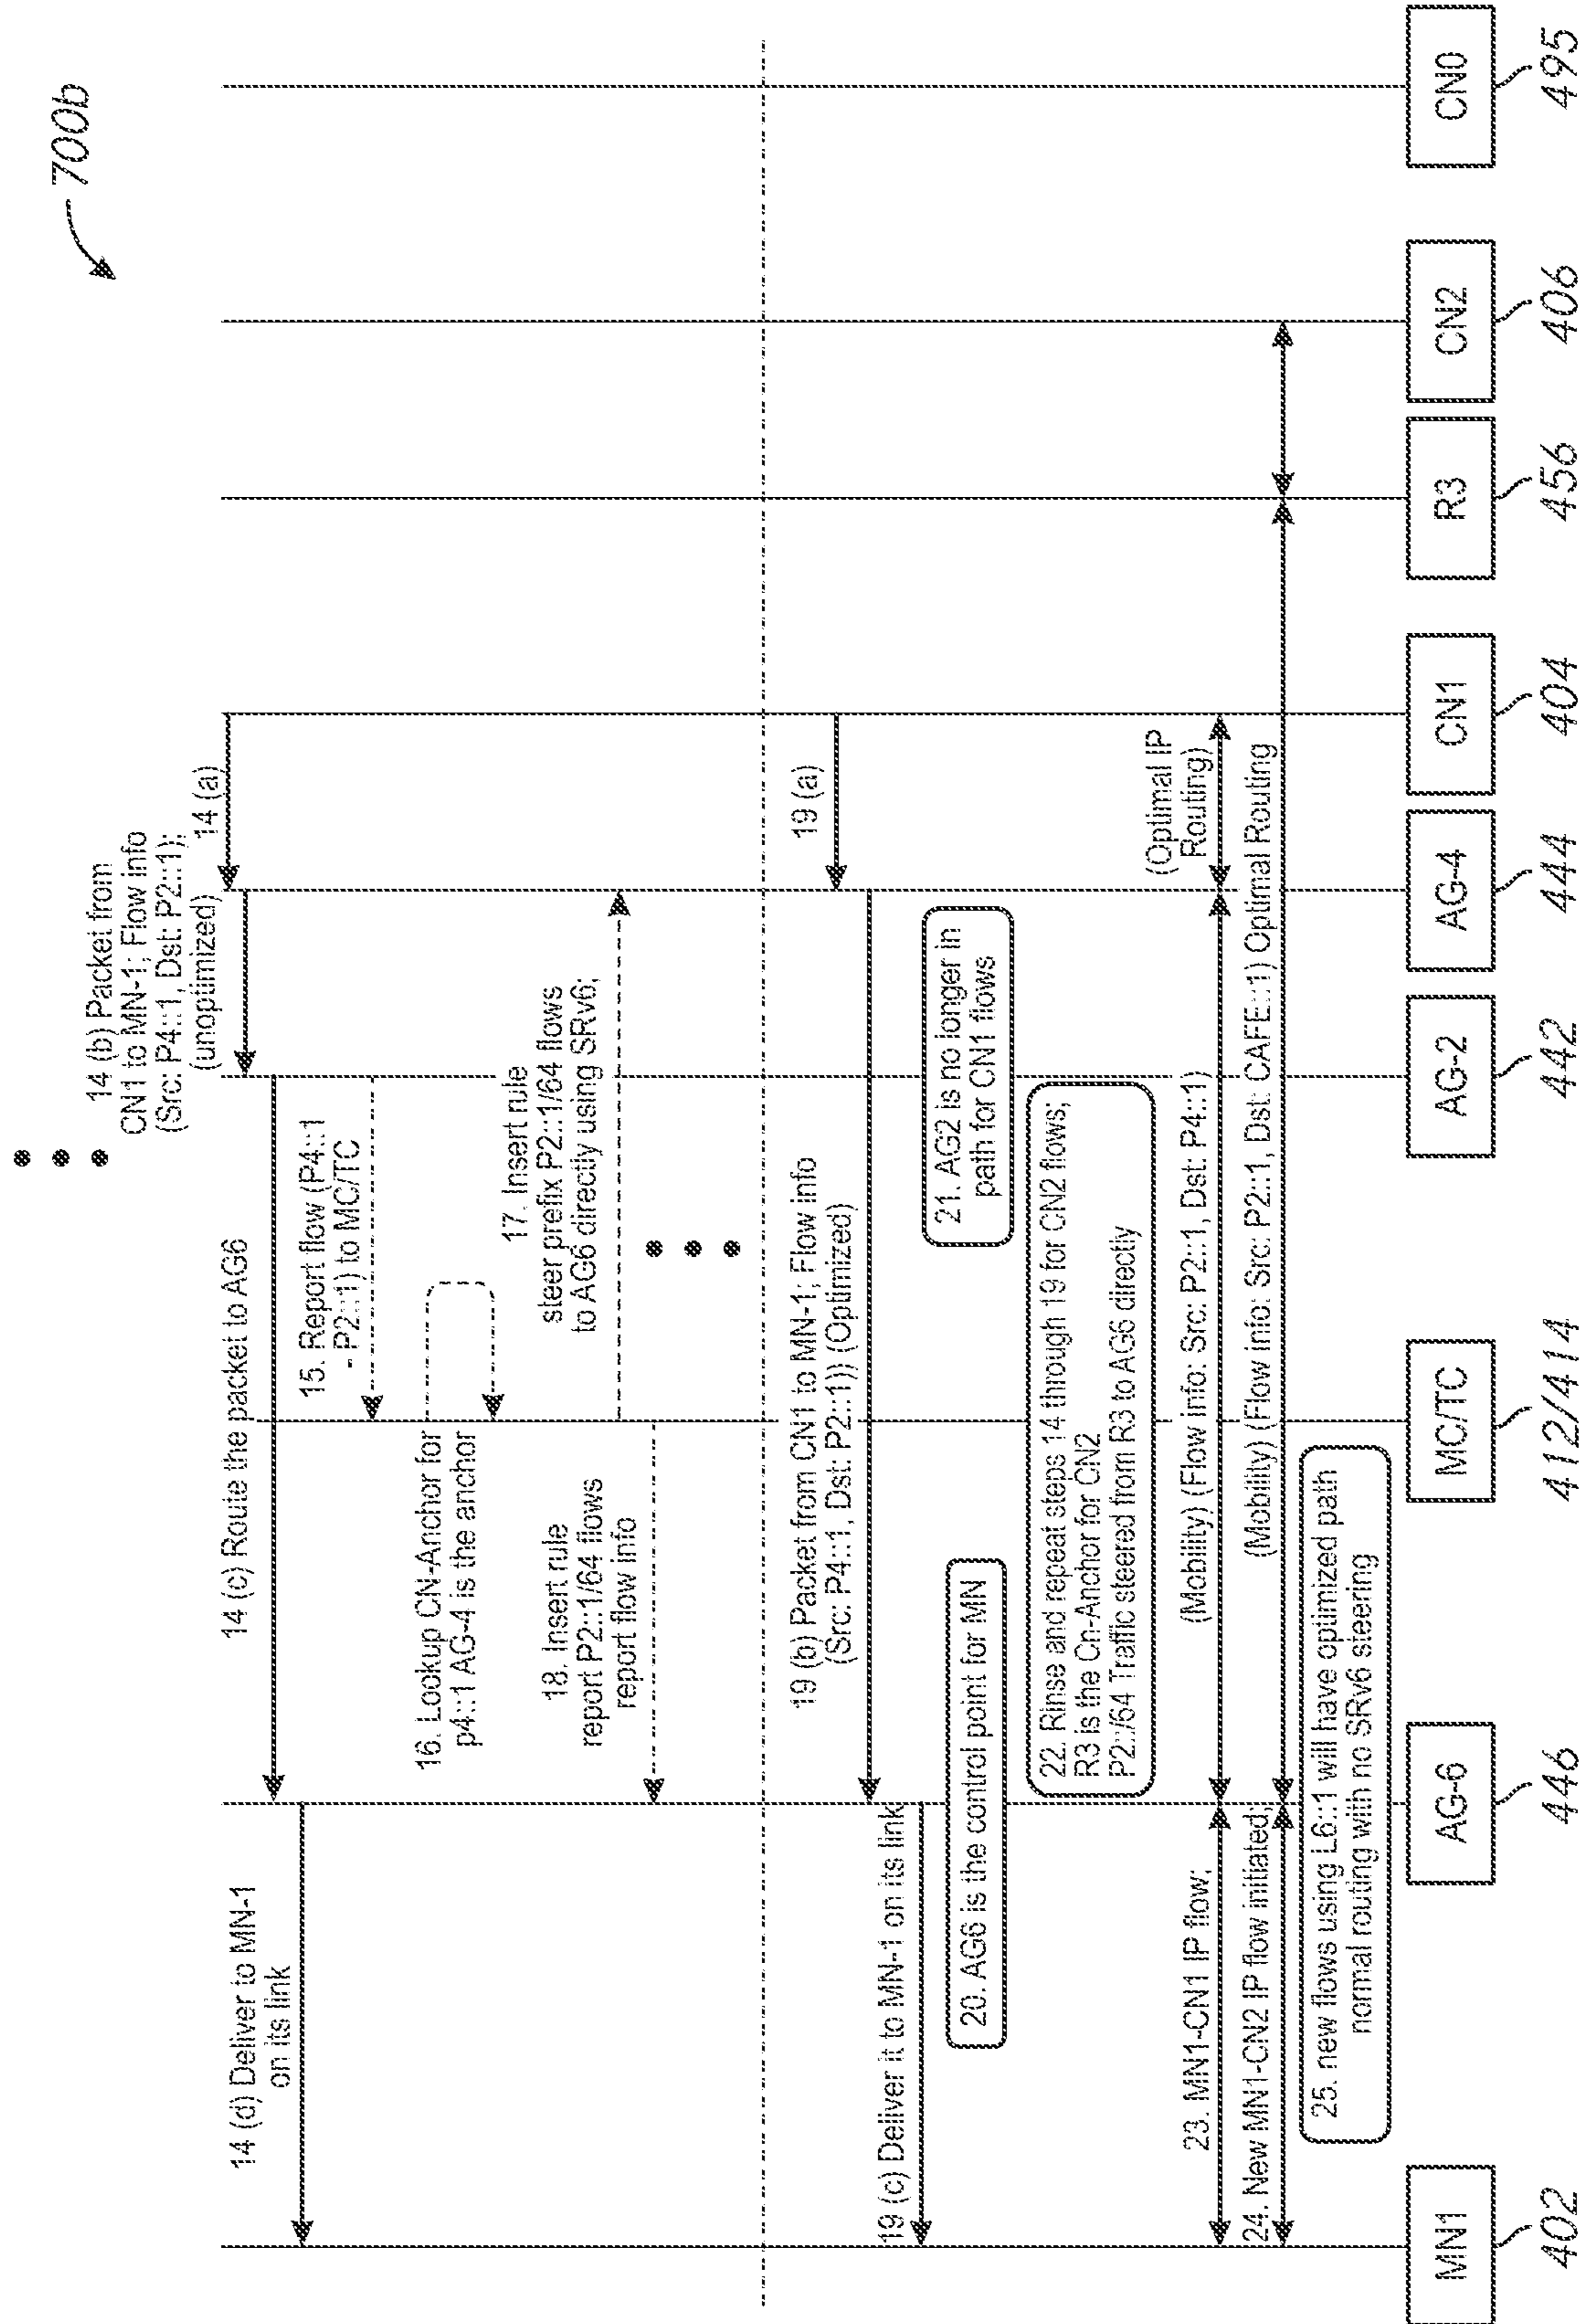 700b
14 (b) Packet from
CN1 to MN-1; Flow info
(Src: P4::1, Dst: P2::1);
(unoptimized)
14 (a)
14 (c) Route the packet to AG6
14 (d) Deliver to MN-1
on its link
15. Report flow (P4::1
- P2::1) to MC/TC
16. Lookup CN-Anchor for
p4::1 AG-4 is the anchor
17. Insert rule
steer prefix P2::1/64 flows
to AG6 directly using SRv6;
18. Insert rule
report P2::1/64 flows
report flow info
19 (a)
19 (b) Packet from CN1 to MN-1; Flow info
(Src: P4::1, Dst: P2::1)) (Optimized)
19 (c) Deliver it to MN-1 on its link
20. AG6 is the control point for MN
21. AG2 is no longer in
path for CN1 flows
22. Rinse and repeat steps 14 through 19 for CN2 flows;
R3 is the Cn-Anchor for CN2
P2::/64 Traffic steered from R3 to AG6 directly
23. MN1-CN1 IP flow;
(Mobility) (Flow info: Src: P2::1, Dst: P4::1)
(Optimal IP
Routing)
24. New MN1-CN2 IP flow initiated;
(Mobility) (Flow info: Src: P2::1, Dst: CAFE::1) Optimal Routing
25. new flows using L6::1 will have optimized path
normal routing with no SRv6 steering
MN1
AG-6
MC/TC
AG-2
AG-4
CN1
R3
CN2
CN0
402
446
412/414
442
444
404
456
406
495